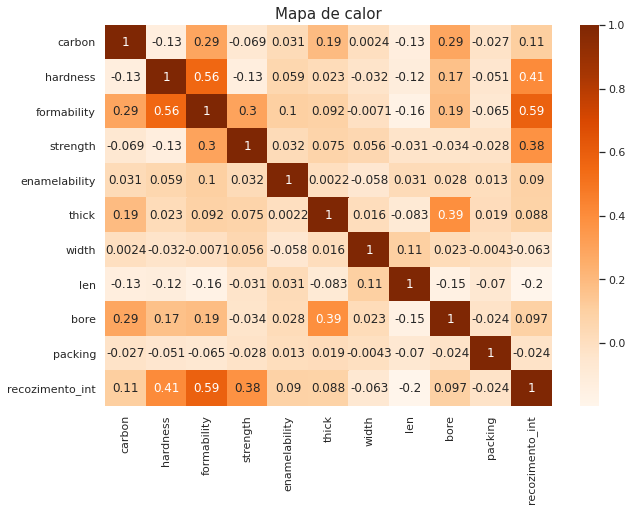 Mapa de calor
carbon 1 -0.13 0.29 -0.069 0.031 0.19 0.0024 -0.13 0.29 -0.027 0.11
hardness -0.13 1 0.56 -0.13 0.059 0.023 -0.032 -0.12 0.17 -0.051 0.41
formability 0.29 0.56 1 0.3 0.1 0.092 -0.0071 -0.16 0.19 -0.065 0.59
strength -0.069 -0.13 0.3 1 0.032 0.075 0.056 -0.031 -0.034 -0.028 0.38
enamelability 0.031 0.059 0.1 0.032 1 0.0022 -0.058 0.031 0.028 0.013 0.09
thick 0.19 0.023 0.092 0.075 0.0022 1 0.016 -0.083 0.39 0.019 0.088
width 0.0024 -0.032 -0.0071 0.056 -0.058 0.016 1 0.11 0.023 -0.0043 -0.063
len -0.13 -0.12 -0.16 -0.031 0.031 -0.083 0.11 1 -0.15 -0.07 -0.2
bore 0.29 0.17 0.19 -0.034 0.028 0.39 0.023 -0.15 1 -0.024 0.097
packing -0.027 -0.051 -0.065 -0.028 0.013 0.019 -0.0043 -0.07 -0.024 1 -0.024
recozimento_int 0.11 0.41 0.59 0.38 0.09 0.088 -0.063 -0.2 0.097 -0.024 1
carbon
hardness
formability
strength
enamelability
thick
width
len
bore
packing
recozimento_int
1.0
0.8
0.6
0.4
0.2
0.0